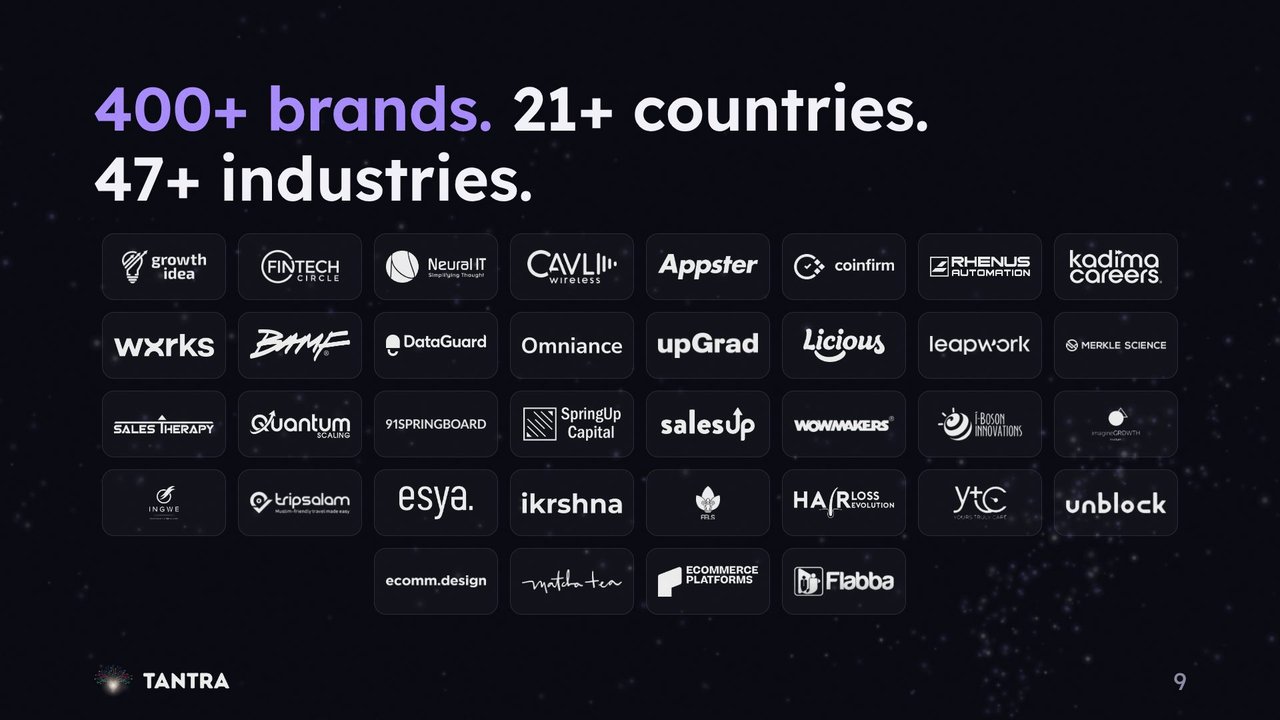 400+ brands. 21+ countries.
47+ industries.
growth idea
FINTECH CIRCLE
Neural IT Simplifying Thought
CAVLI wireless
Appster
coinfirm
RHENUS AUTOMATION
kadima careers
wxrks
BAMF®
DataGuard
Omniance
upGrad
Licious
leapwork
MERKLE SCIENCE
SALES THERAPY
Quantum SCALING
91SPRINGBOARD
SpringUp Capital
salesup
WOWMAKERS®
i-BOSON INNOVATIONS
imagineGROWTH
INGWE
tripsalam Muslim-friendly travel made easy
esya.
ikrshna
HAIR LOSS EVOLUTION
ytc YOURS TRULY CARE
unblock
ecomm.design
matcha tea
ECOMMERCE PLATFORMS
Flabba
TANTRA
9